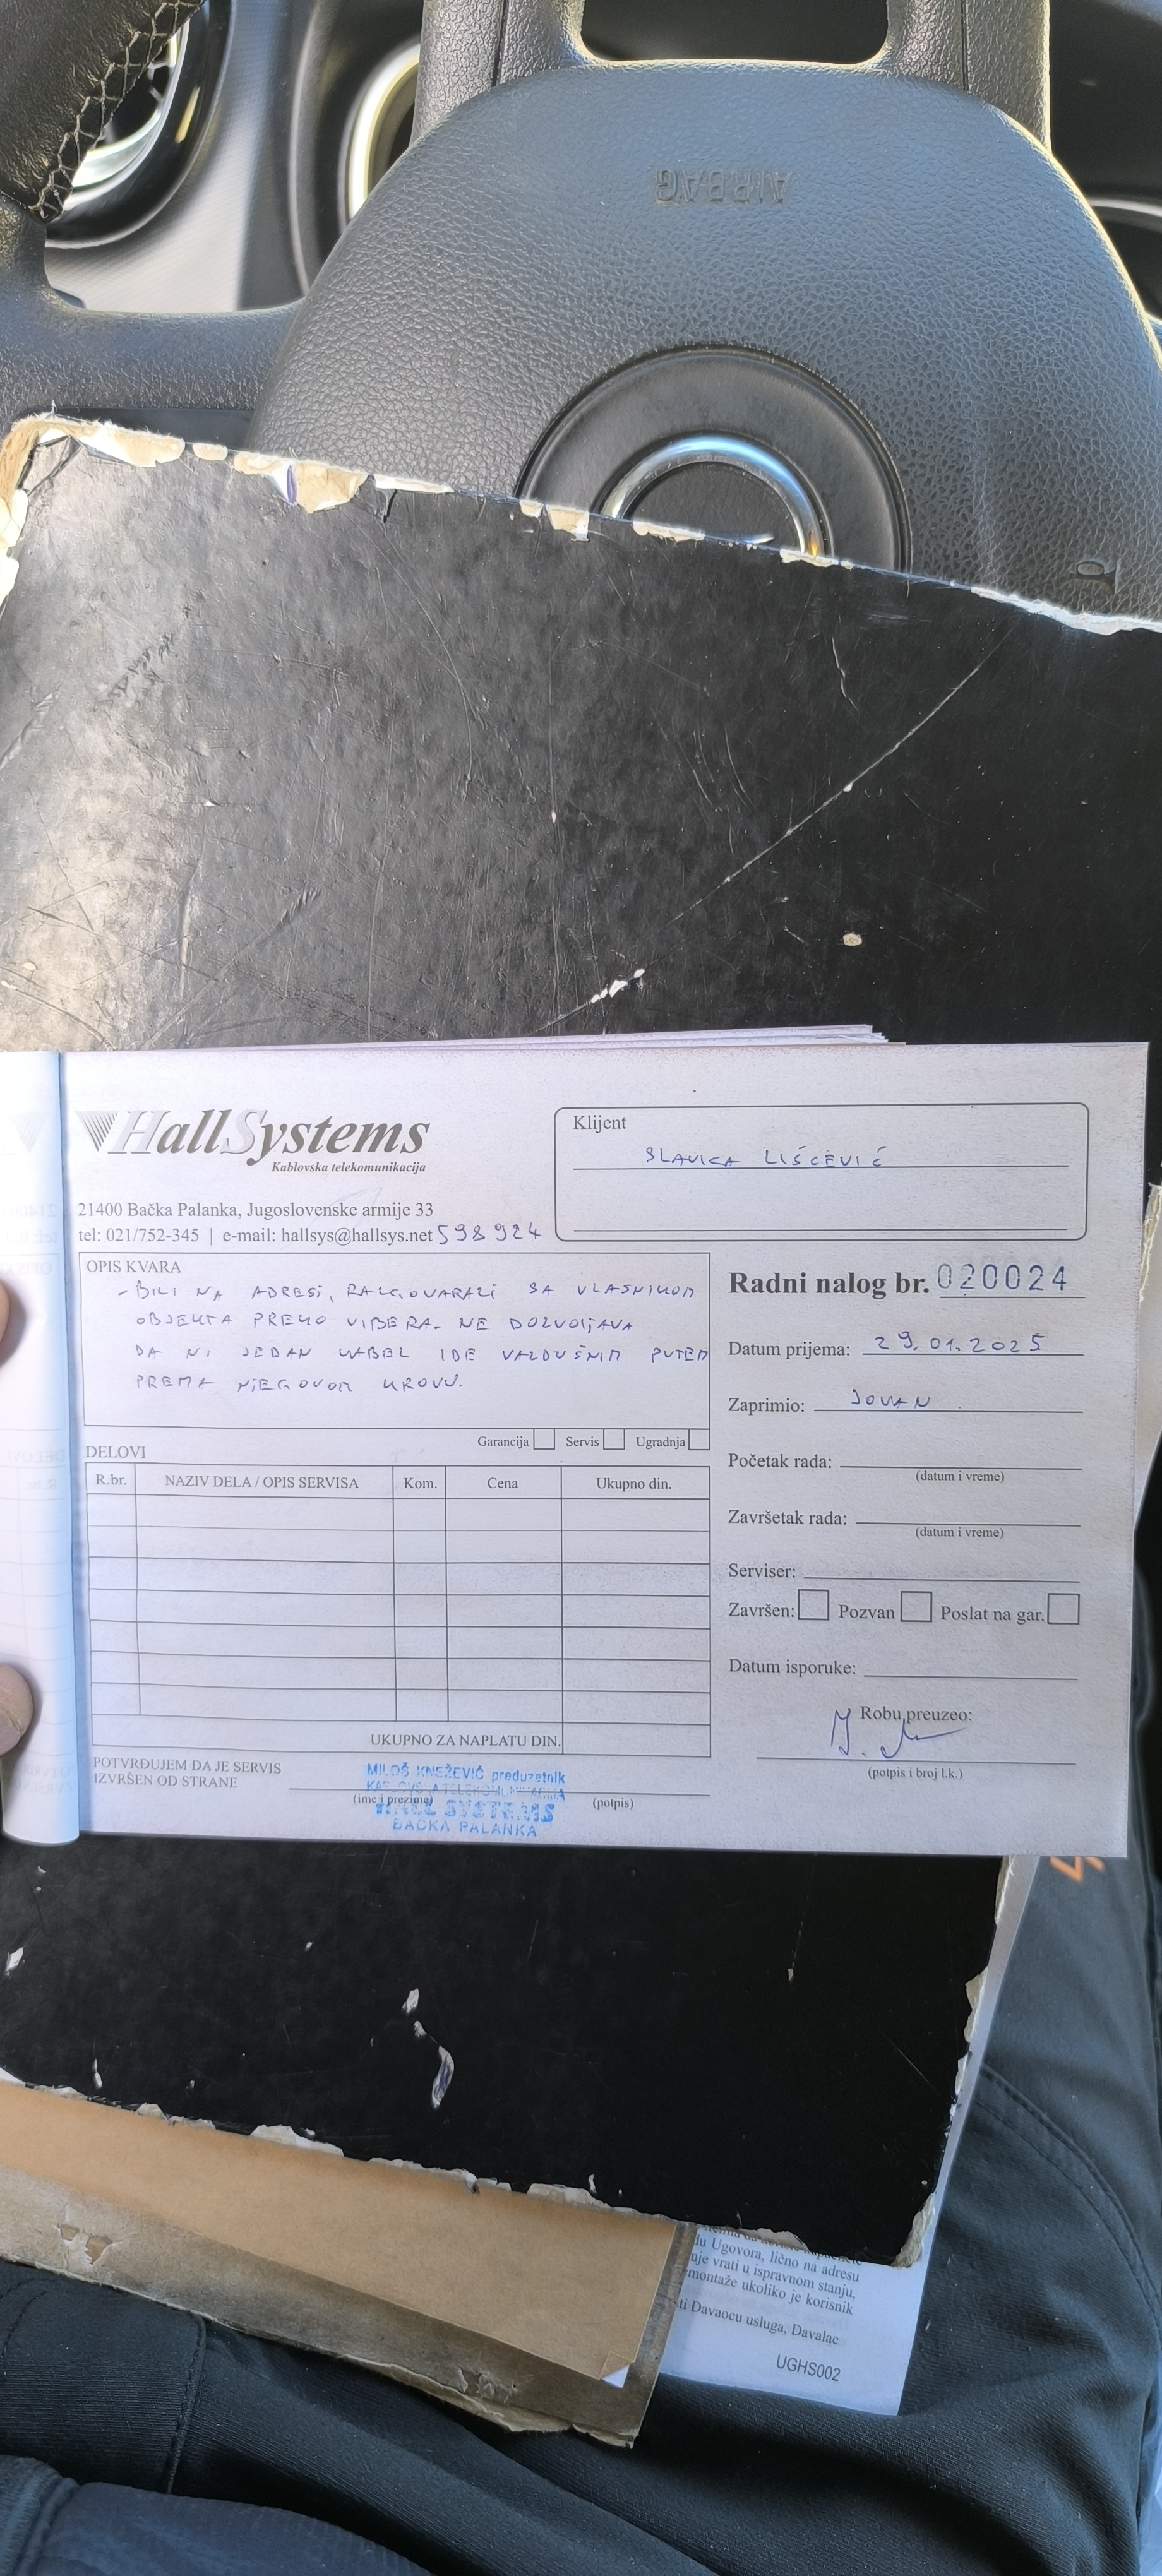 AIRBAG
HallSystems
Kablovska telekomunikacija
21400 Bačka Palanka, Jugoslovenske armije 33
tel: 021/752-345 | e-mail: hallsys@hallsys.net 598924
Klijent
SLAVICA LIŠČEVIĆ
OPIS KVARA
- BILI NA ADRESI, RAZGOVARALI SA VLASNIKOM
OBJEKTA PREKO VIBERA. NE DOZVOLJAVA
DA NI JEDAN KABEL IDE VAZDUŠNIM PUTEM
PREMA NJEGOVOM KROVU.
Garancija Servis Ugradnja
Radni nalog br. 020024
Datum prijema: 29.01.2025
Zaprimio: JOVAN
Početak rada:
(datum i vreme)
Završetak rada:
(datum i vreme)
Serviser:
Završen: Pozvan Poslat na gar.
Datum isporuke:
Robu preuzeo:
(potpis i broj l.k.)
DELOVI
R.br. NAZIV DELA / OPIS SERVISA Kom. Cena Ukupno din.
UKUPNO ZA NAPLATU DIN.
POTVRĐUJEM DA JE SERVIS
IZVRŠEN OD STRANE
(ime i prezime) (potpis)
MILOŠ KNEŽEVIĆ preduzetnik
KABLOVSKA TELEKOMUNIKACIJA
HALL SYSTEMS
BAČKA PALANKA
Ugovora, lično na adresu
vrati u ispravnom stanju,
ukoliko je korisnik
Davaocu usluga, Davalac
UGHS002